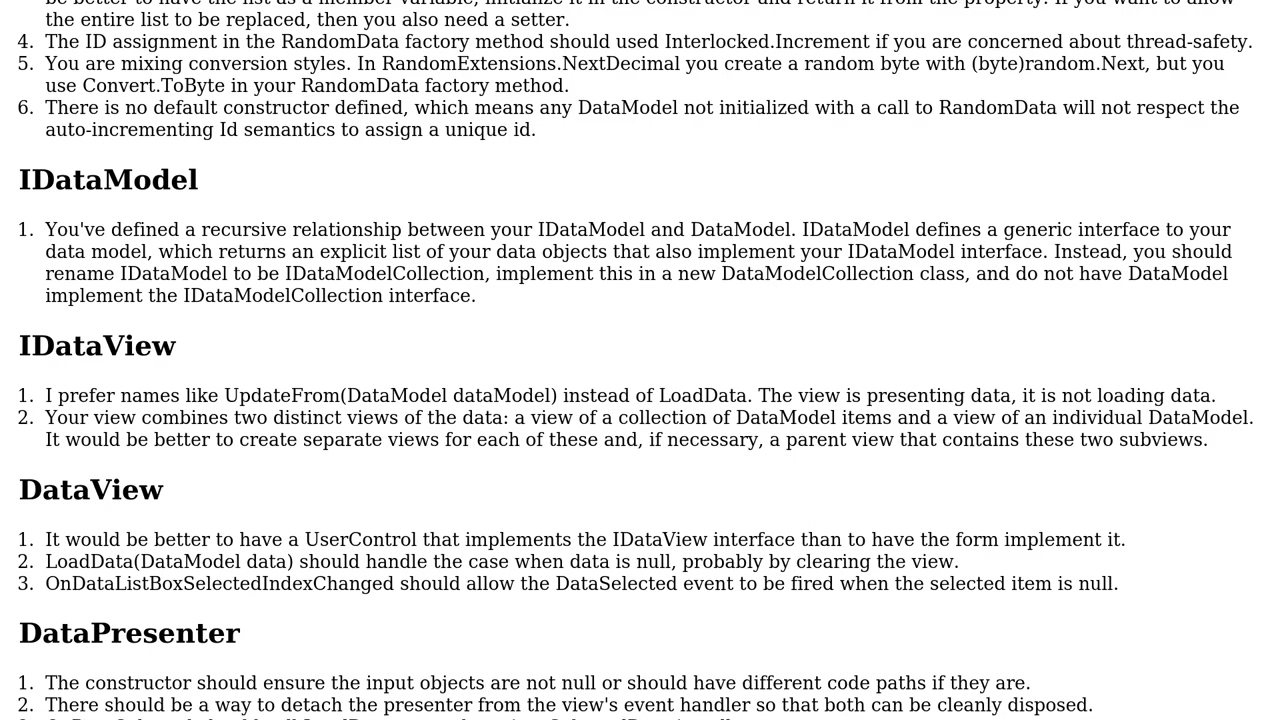 the entire list to be replaced, then you also need a setter.
4. The ID assignment in the RandomData factory method should used Interlocked.Increment if you are concerned about thread-safety.
5. You are mixing conversion styles. In RandomExtensions.NextDecimal you create a random byte with (byte)random.Next, but you
use Convert.ToByte in your RandomData factory method.
6. There is no default constructor defined, which means any DataModel not initialized with a call to RandomData will not respect the
auto-incrementing Id semantics to assign a unique id.
IDataModel
1. You've defined a recursive relationship between your IDataModel and DataModel. IDataModel defines a generic interface to your
data model, which returns an explicit list of your data objects that also implement your IDataModel interface. Instead, you should
rename IDataModel to be IDataModelCollection, implement this in a new DataModelCollection class, and do not have DataModel
implement the IDataModelCollection interface.
IDataView
1. I prefer names like UpdateFrom(DataModel dataModel) instead of LoadData. The view is presenting data, it is not loading data.
2. Your view combines two distinct views of the data: a view of a collection of DataModel items and a view of an individual DataModel.
It would be better to create separate views for each of these and, if necessary, a parent view that contains these two subviews.
DataView
1. It would be better to have a UserControl that implements the IDataView interface than to have the form implement it.
2. LoadData(DataModel data) should handle the case when data is null, probably by clearing the view.
3. OnDataListBoxSelectedIndexChanged should allow the DataSelected event to be fired when the selected item is null.
DataPresenter
1. The constructor should ensure the input objects are not null or should have different code paths if they are.
2. There should be a way to detach the presenter from the view's event handler so that both can be cleanly disposed.